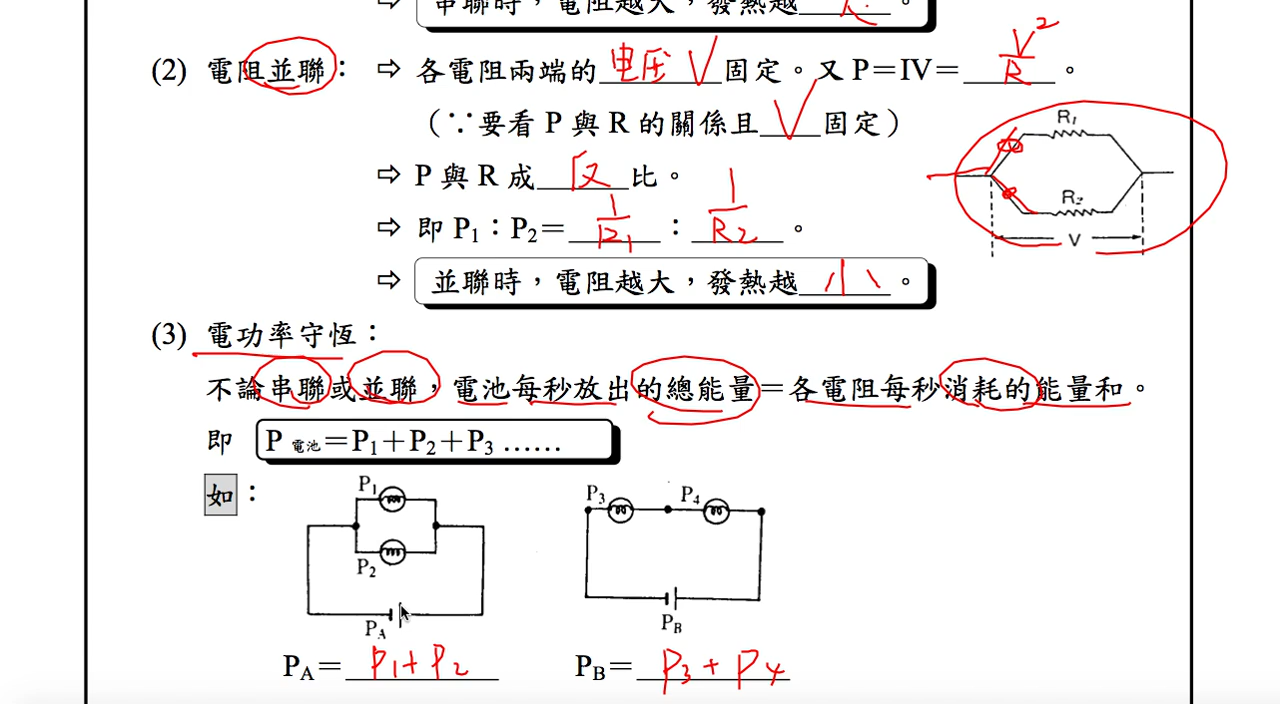 ⇨ 串聯時，電阻越大，發熱越大。
(2) 電阻並聯： ⇨ 各電阻兩端的电压V固定。又 P＝IV＝V²/R。
（∵要看 P 與 R 的關係且V固定）
⇨ P 與 R 成反比。
⇨ 即 P₁：P₂＝1/R₁：1/R₂。
⇨ 並聯時，電阻越大，發熱越小。
R₁
R₂
V
(3) 電功率守恆：
不論串聯或並聯，電池每秒放出的總能量＝各電阻每秒消耗的能量和。
即 P 電池＝P₁＋P₂＋P₃ ……
如：
P₁
P₂
P_A
P₃ P₄
P_B
P_A＝P₁+P₂ P_B＝P₃+P₄